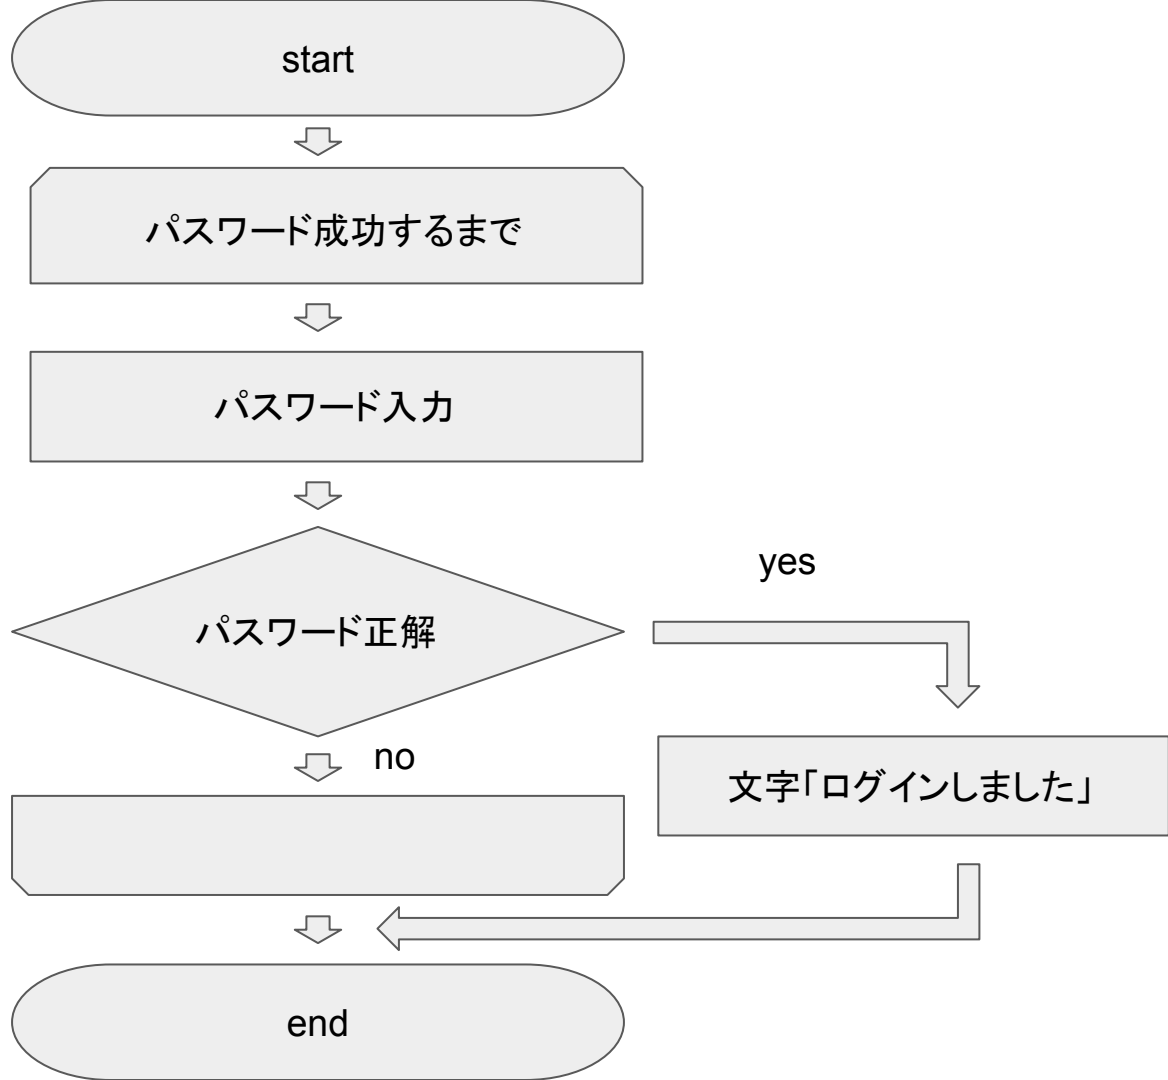 start
パスワード成功するまで
パスワード入力
yes
パスワード正解
no
文字「ログインしました」
end